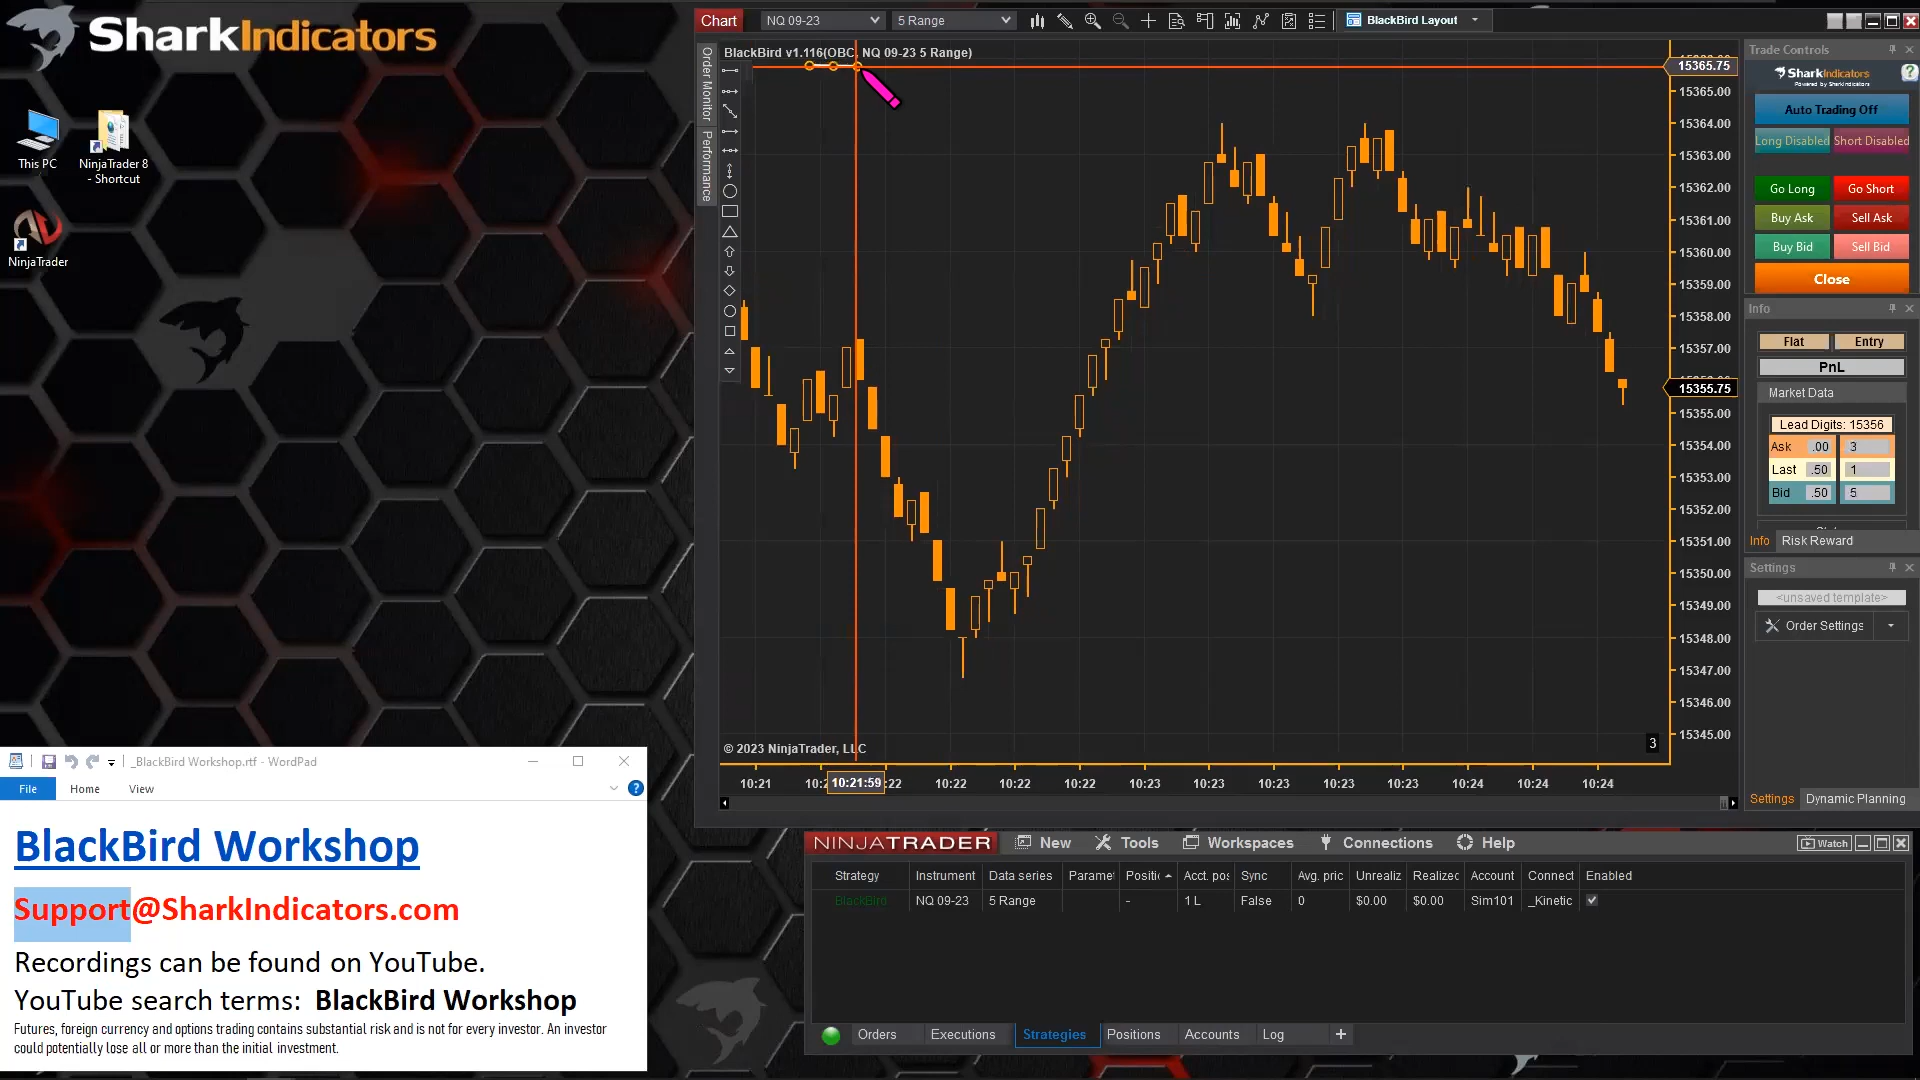 SharkIndicators
This PC
NinjaTrader 8
- Shortcut
NinjaTrader
Chart
NQ 09-23
5 Range
BlackBird Layout
BlackBird v1.116(OBC, NQ 09-23 5 Range)
Order Monitor
Performance
15365.75
15365.00
15364.00
15363.00
15362.00
15361.00
15360.00
15359.00
15358.00
15357.00
15355.75
15355.00
15354.00
15353.00
15352.00
15351.00
15350.00
15349.00
15348.00
15347.00
15346.00
15345.00
© 2023 NinjaTrader, LLC
3
10:21
10:21:59
:22
10:22
10:22
10:22
10:22
10:23
10:23
10:23
10:23
10:23
10:24
10:24
Trade Controls
SharkIndicators
Powered by SharkIndicators
Auto Trading Off
Long Disabled
Short Disabled
Go Long
Go Short
Buy Ask
Sell Ask
Buy Bid
Sell Bid
Close
Info
Flat
Entry
PnL
Market Data
Lead Digits: 15356
Ask .00 3
Last .50 1
Bid .50 5
Info
Risk Reward
Settings
<unsaved template>
Order Settings
Settings
Dynamic Planning
_BlackBird Workshop.rtf - WordPad
File
Home
View
BlackBird Workshop
Support@SharkIndicators.com
Recordings can be found on YouTube.
YouTube search terms: BlackBird Workshop
Futures, foreign currency and options trading contains substantial risk and is not for every investor. An investor
could potentially lose all or more than the initial investment.
NINJATRADER
New
Tools
Workspaces
Connections
Help
Watch
Strategy Instrument Data series Paramet Positic Acct. pos Sync Avg. pric Unrealiz Realized Account Connect Enabled
BlackBird NQ 09-23 5 Range - 1 L False 0 $0.00 $0.00 Sim101 _Kinetic
Orders
Executions
Strategies
Positions
Accounts
Log
+